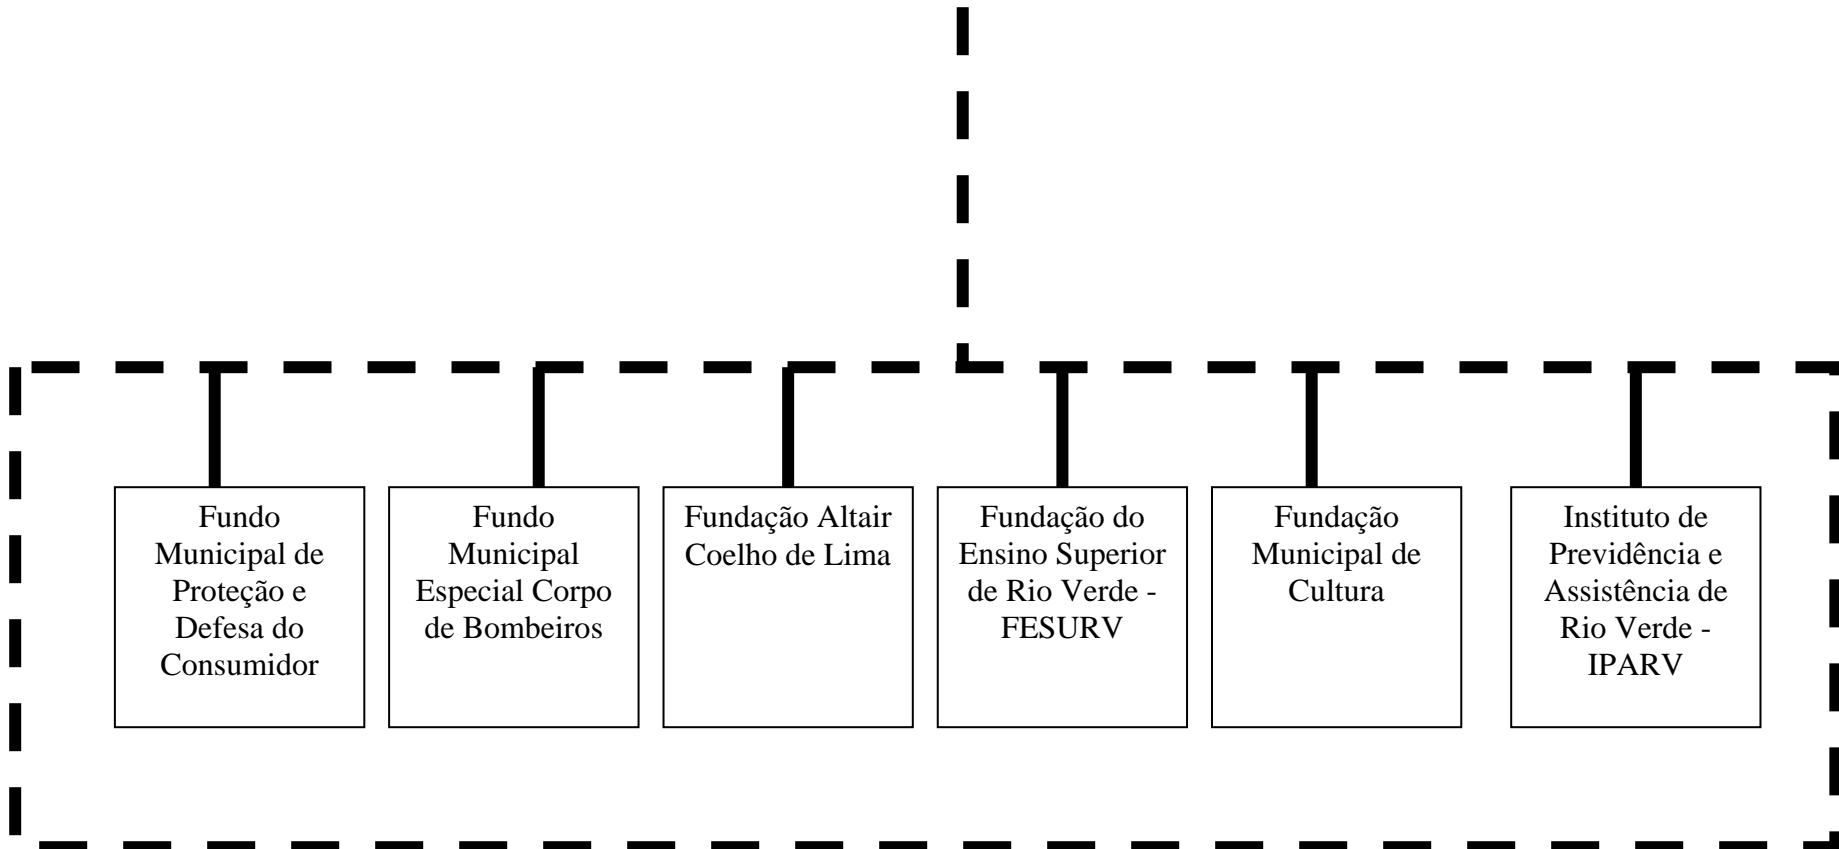 Fundo
Municipal de
Proteção e
Defesa do
Consumidor
Fundo
Municipal
Especial Corpo
de Bombeiros
Fundação Altair
Coelho de Lima
Fundação do
Ensino Superior
de Rio Verde -
FESURV
Fundação
Municipal de
Cultura
Instituto de
Previdência e
Assistência de
Rio Verde -
IPARV